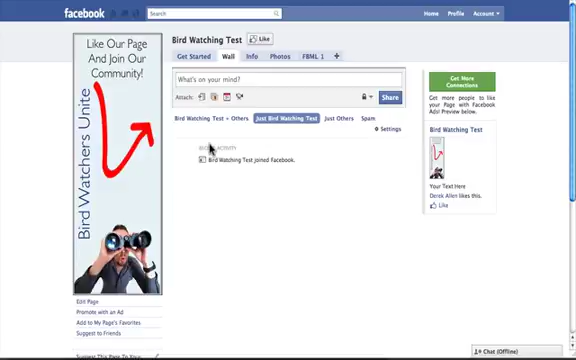 facebook
Search
Home Profile Account
Like Our Page
And Join Our
Community!
Bird Watchers Unite
Edit Page
Promote with an Ad
Add to My Page's Favorites
Suggest to Friends
Bird Watching Test Like
Get Started Wall Info Photos FBML 1 +
What's on your mind?
Attach: Share
Bird Watching Test + Others Just Bird Watching Test Just Others Spam
Settings
Bird Watching Test joined Facebook.
Get More
Connections
Get more people to like
your Page with Facebook
Ads! Preview below.
Bird Watching Test
Your Text Here
Derek Allen likes this.
Like
Chat (Offline)